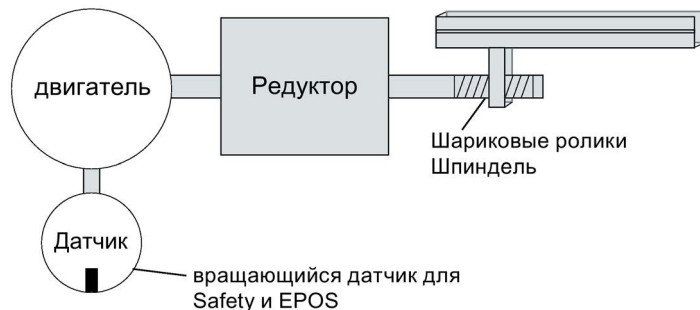 двигатель
Редуктор
Шариковые ролики
Шпиндель
Датчик
вращающийся датчик для
Safety и EPOS